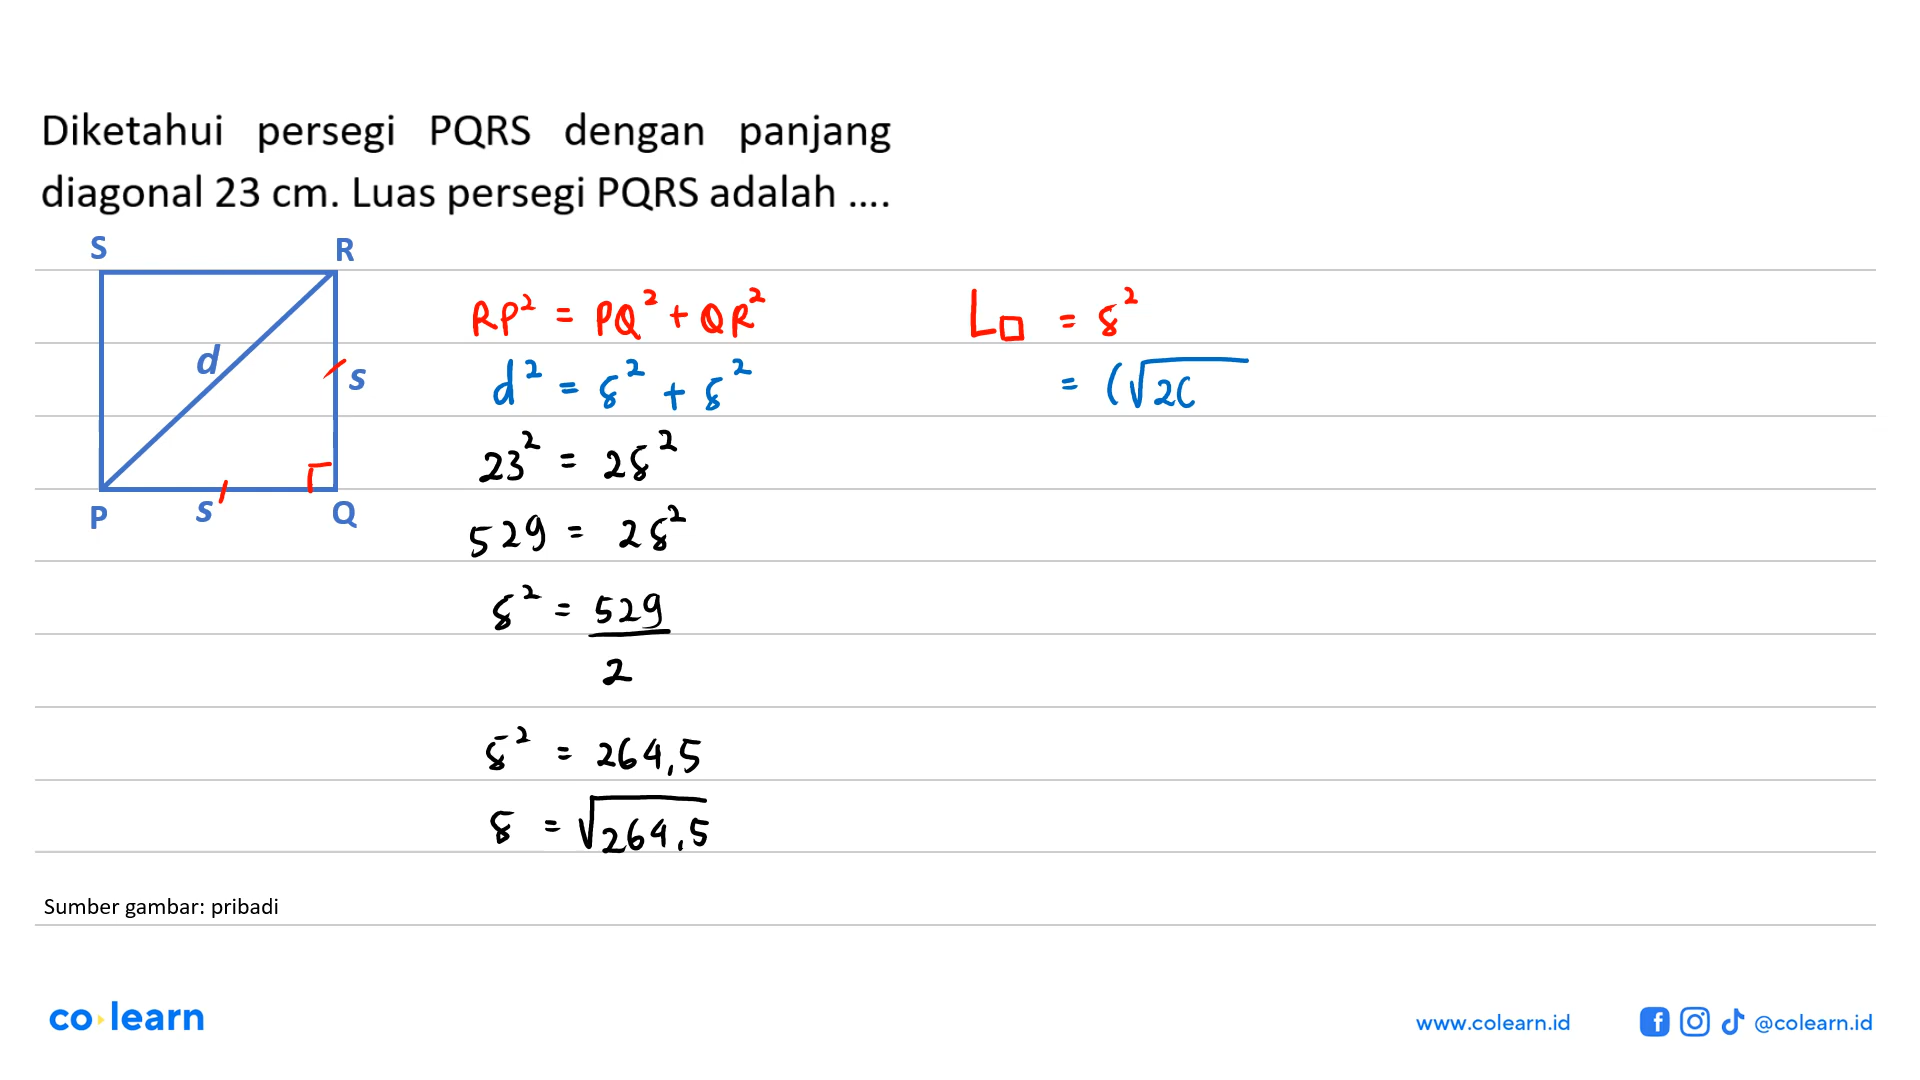 Diketahui persegi PQRS dengan panjang
diagonal 23 cm. Luas persegi PQRS adalah ....
S R
d
s
P s Q
RP² = PQ² + QR²
d² = s² + s²
23² = 2s²
529 = 2s²
s² = 529/2
s² = 264,5
s = √264,5
L□ = s²
= (√26
Sumber gambar: pribadi
co learn
www.colearn.id
@colearn.id